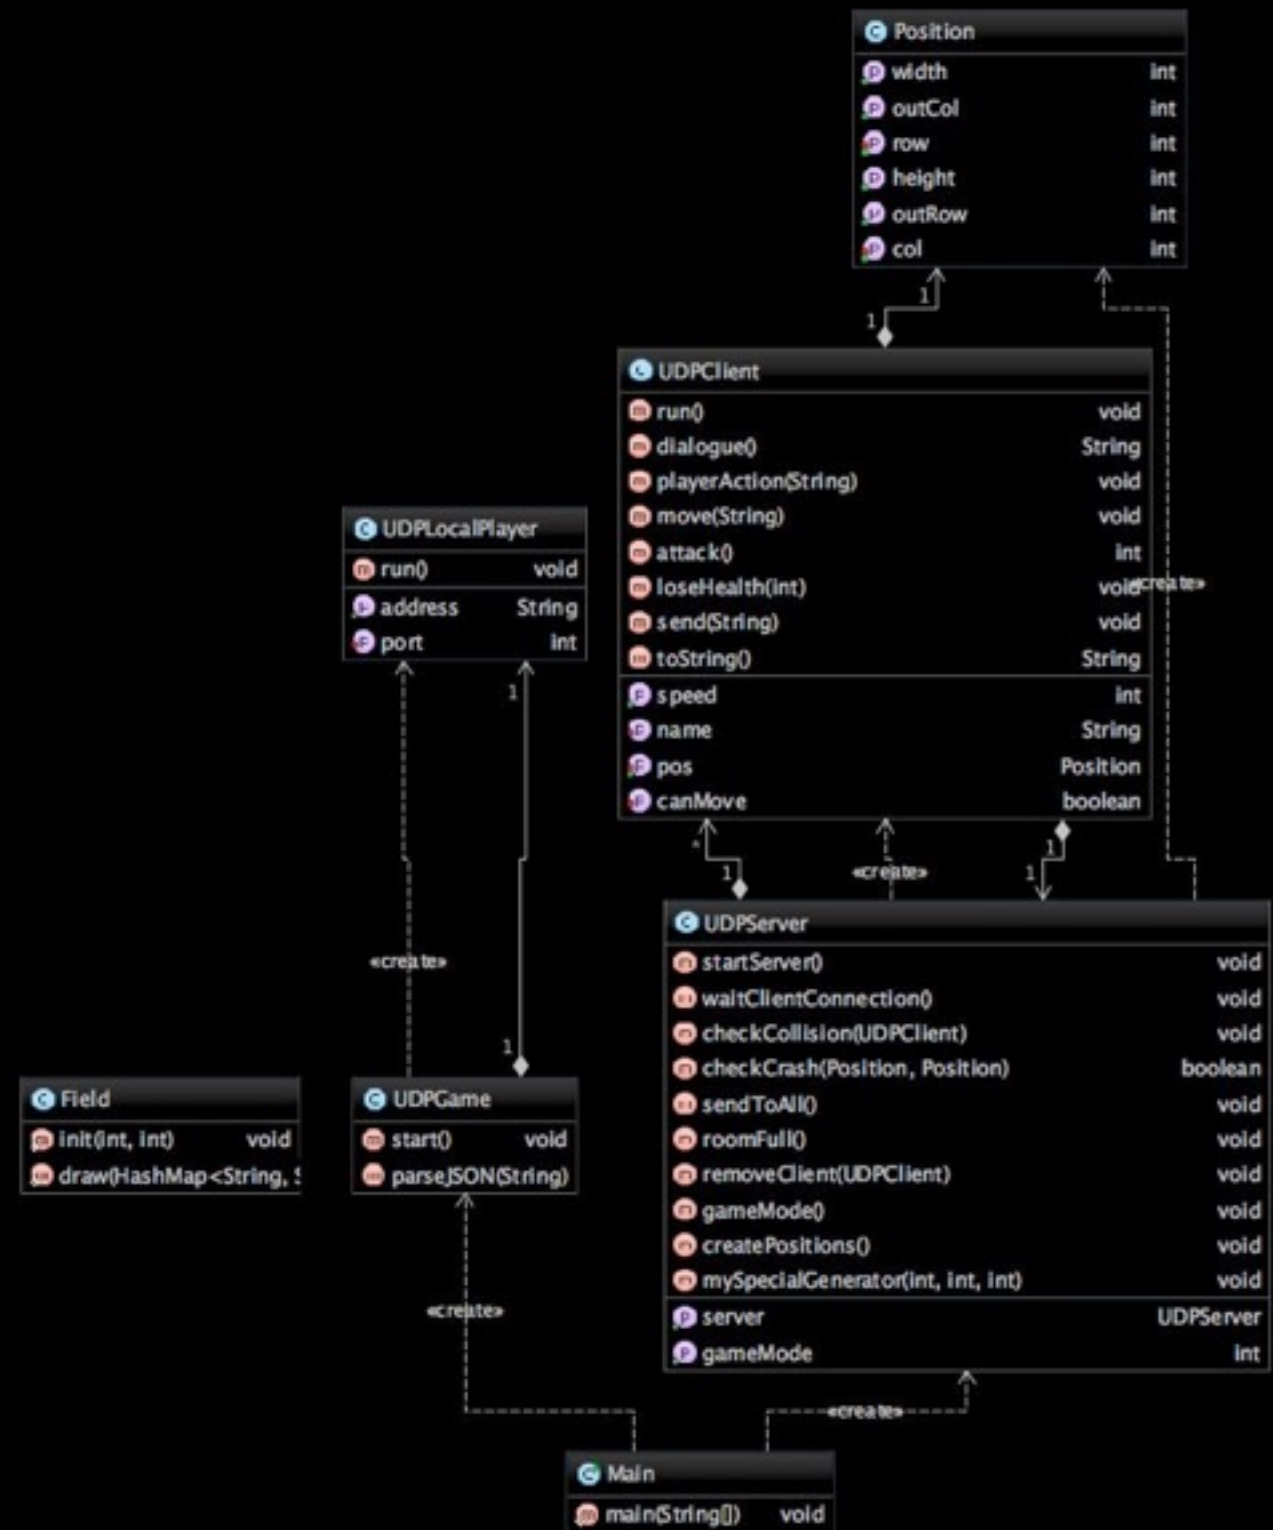 Position
width int
outCol int
row int
height int
outRow int
col int
1
1
UDPClient
run() void
dialogue() String
playerAction(String) void
move(String) void
attack() int
loseHealth(int) void
send(String) void
toString() String
speed int
name String
pos Position
canMove boolean
«create»
UDPLocalPlayer
run() void
address String
port int
1
«create»
1
*
1
«create»
1
1
UDPServer
startServer() void
waitClientConnection() void
checkCollision(UDPClient) void
checkCrash(Position, Position) boolean
sendToAll() void
roomFull() void
removeClient(UDPClient) void
gameMode() void
createPositions() void
mySpecialGenerator(int, int, int) void
server UDPServer
gameMode int
Field
init(int, int) void
draw(HashMap<String, S
UDPGame
start() void
parseJSON(String)
«create»
«create»
Main
main(String[]) void